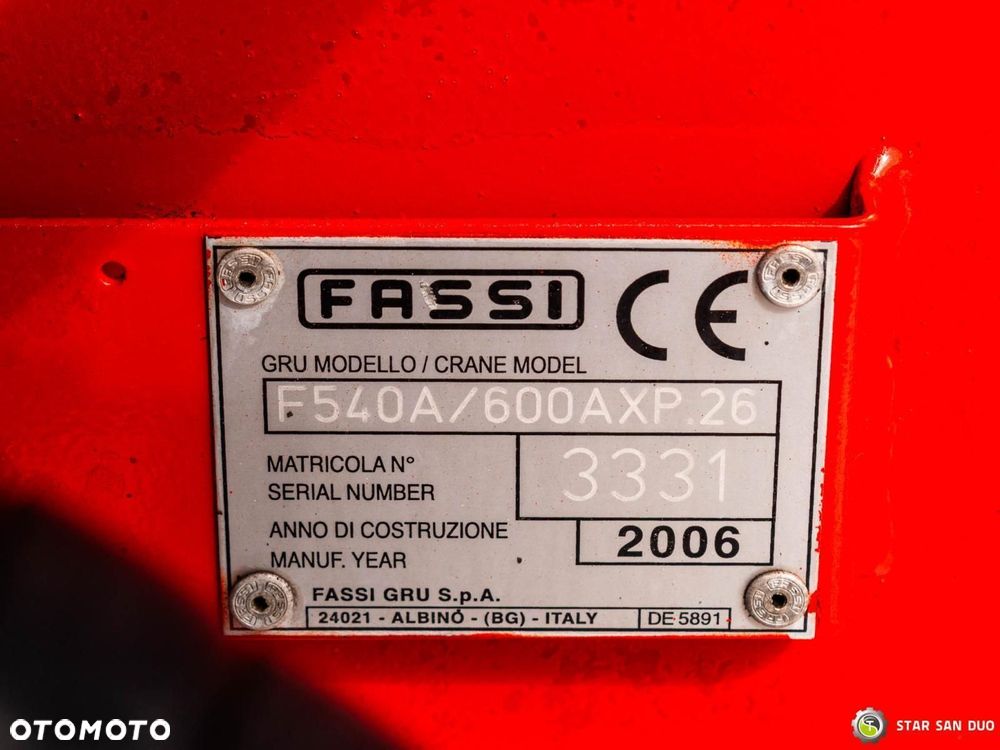 FASSI CE
GRU MODELLO / CRANE MODEL
F540A/600AXP.26
MATRICOLA N°
SERIAL NUMBER
3331
ANNO DI COSTRUZIONE
MANUF. YEAR
2006
FASSI GRU S.p.A.
24021 - ALBINO - (BG) - ITALY DE 5891
OTOMOTO
STAR SAN DUO